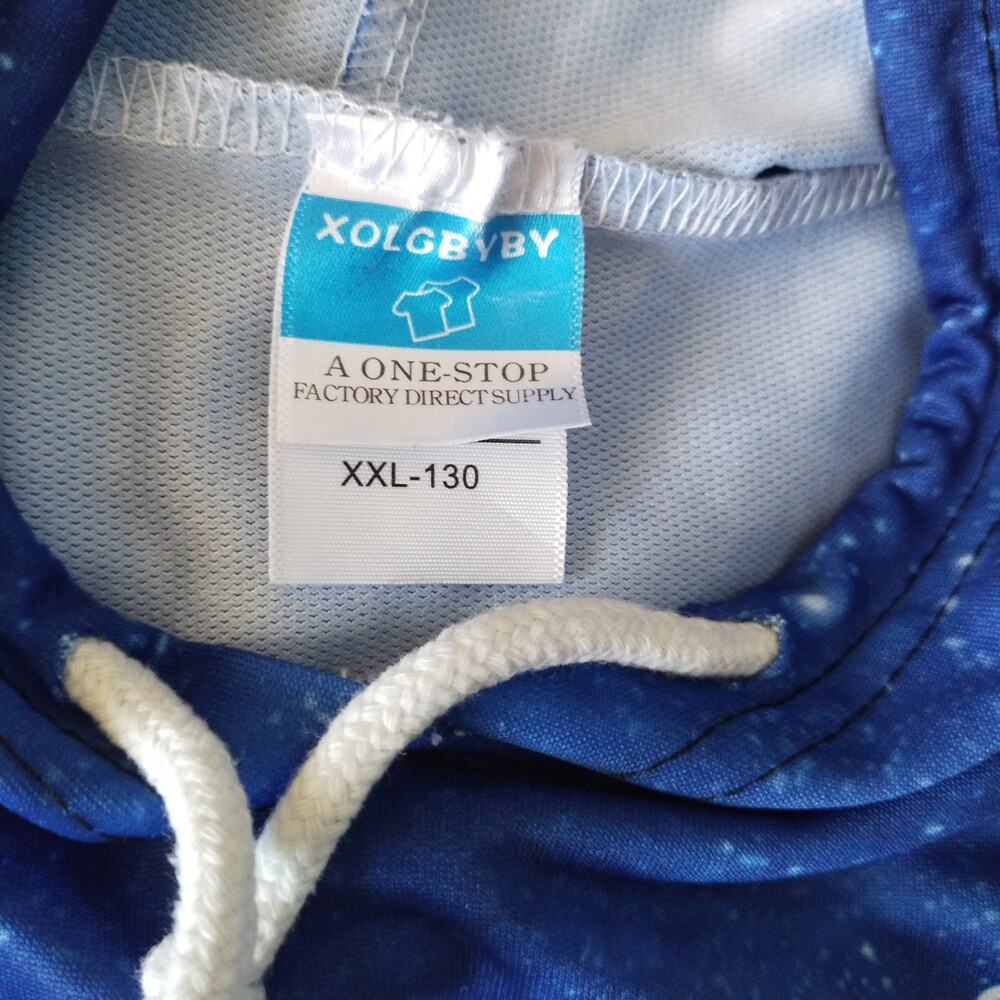 XOLGBYBY
A ONE-STOP
FACTORY DIRECT SUPPLY
XXL-130